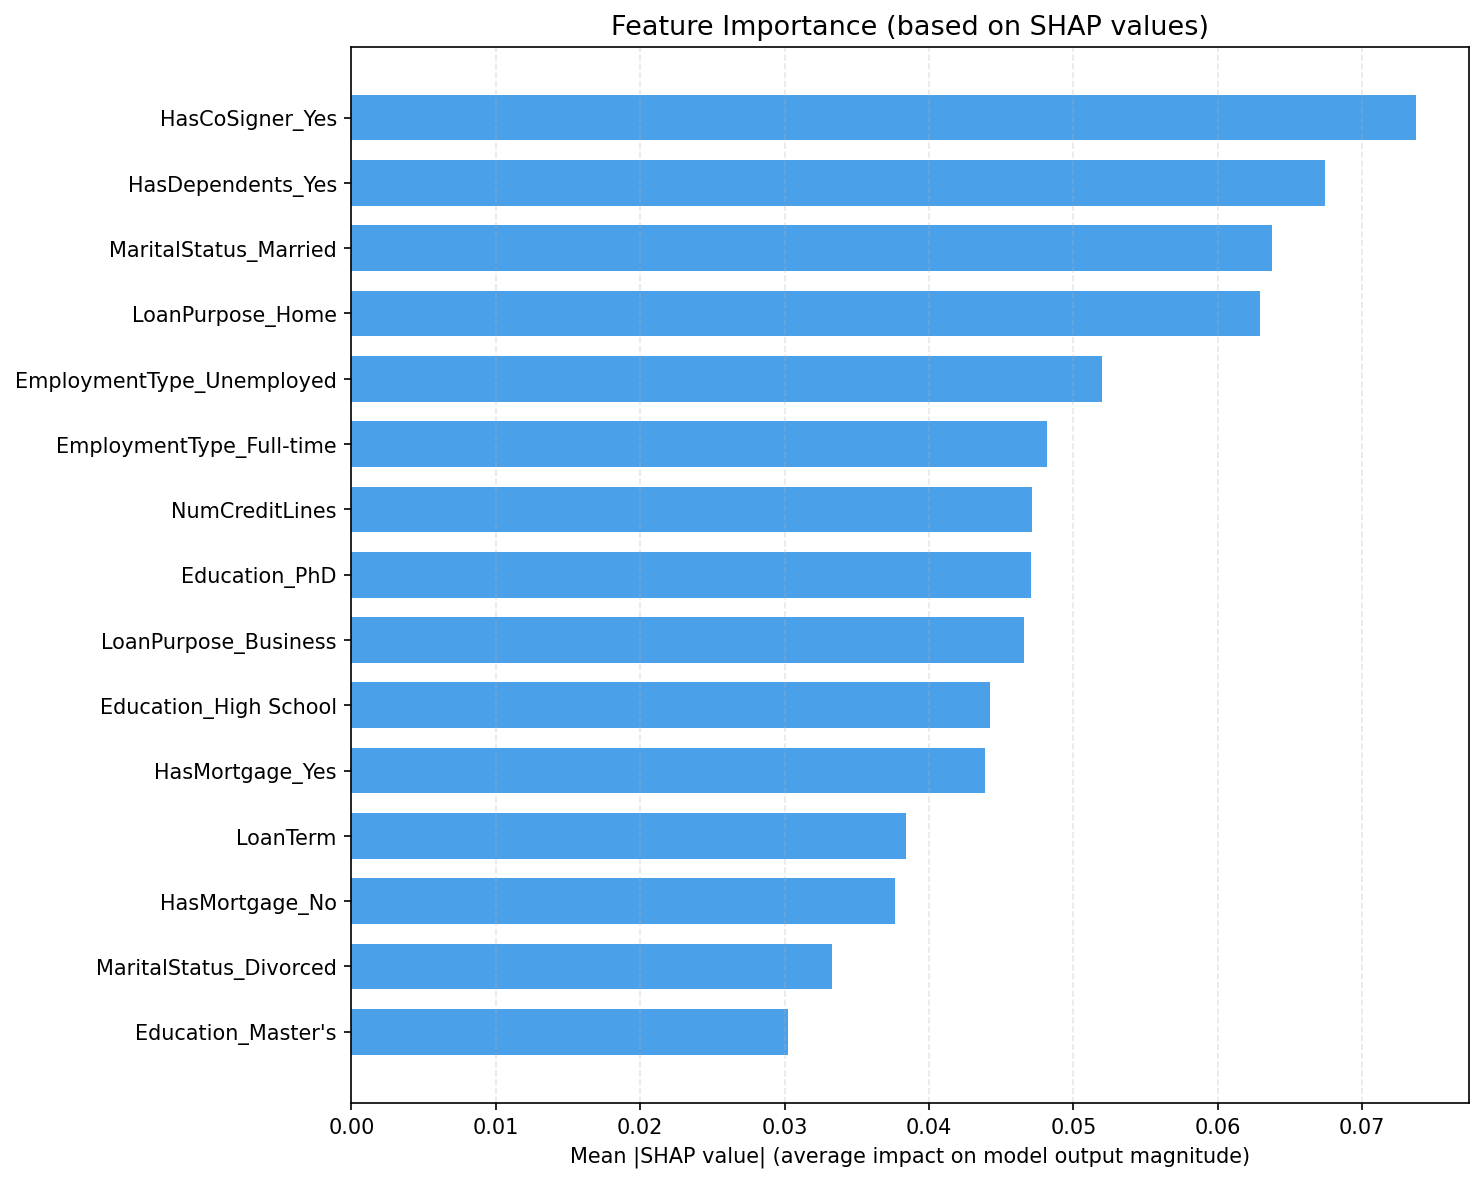 Feature Importance (based on SHAP values)
HasCoSigner_Yes
HasDependents_Yes
MaritalStatus_Married
LoanPurpose_Home
EmploymentType_Unemployed
EmploymentType_Full-time
NumCreditLines
Education_PhD
LoanPurpose_Business
Education_High School
HasMortgage_Yes
LoanTerm
HasMortgage_No
MaritalStatus_Divorced
Education_Master's
0.00 0.01 0.02 0.03 0.04 0.05 0.06 0.07
Mean |SHAP value| (average impact on model output magnitude)